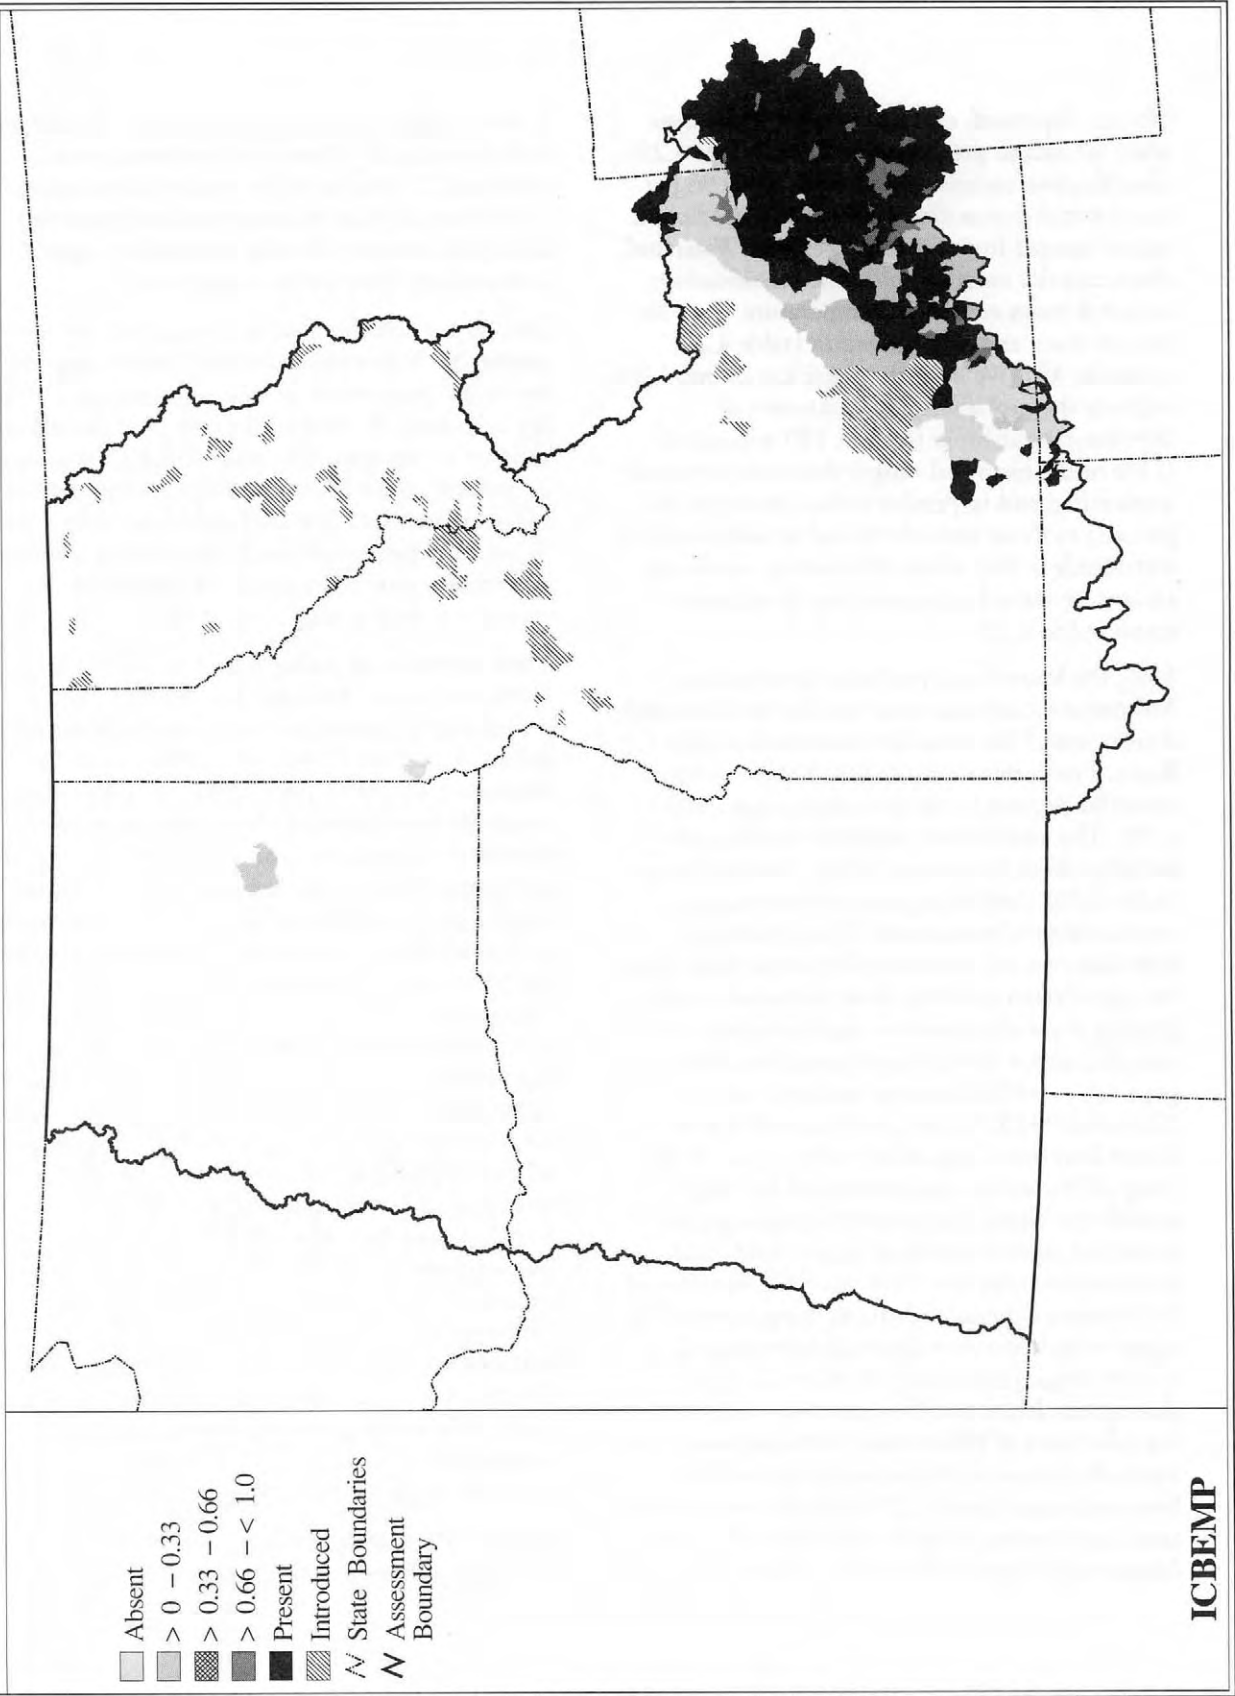 Absent
> 0 – 0.33
> 0.33 – 0.66
> 0.66 – < 1.0
Present
Introduced
State Boundaries
Assessment
Boundary
ICBEMP